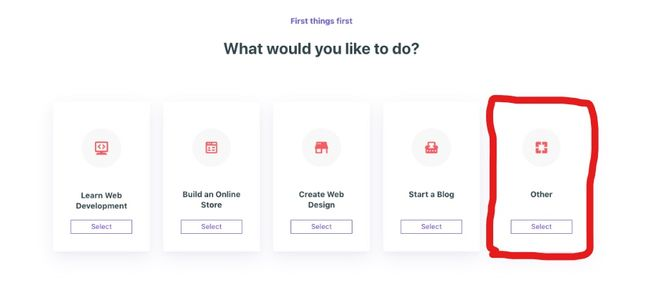 First things first
What would you like to do?
Learn Web
Development
Select
Build an Online
Store
Select
Create Web
Design
Select
Start a Blog
Select
Other
Select